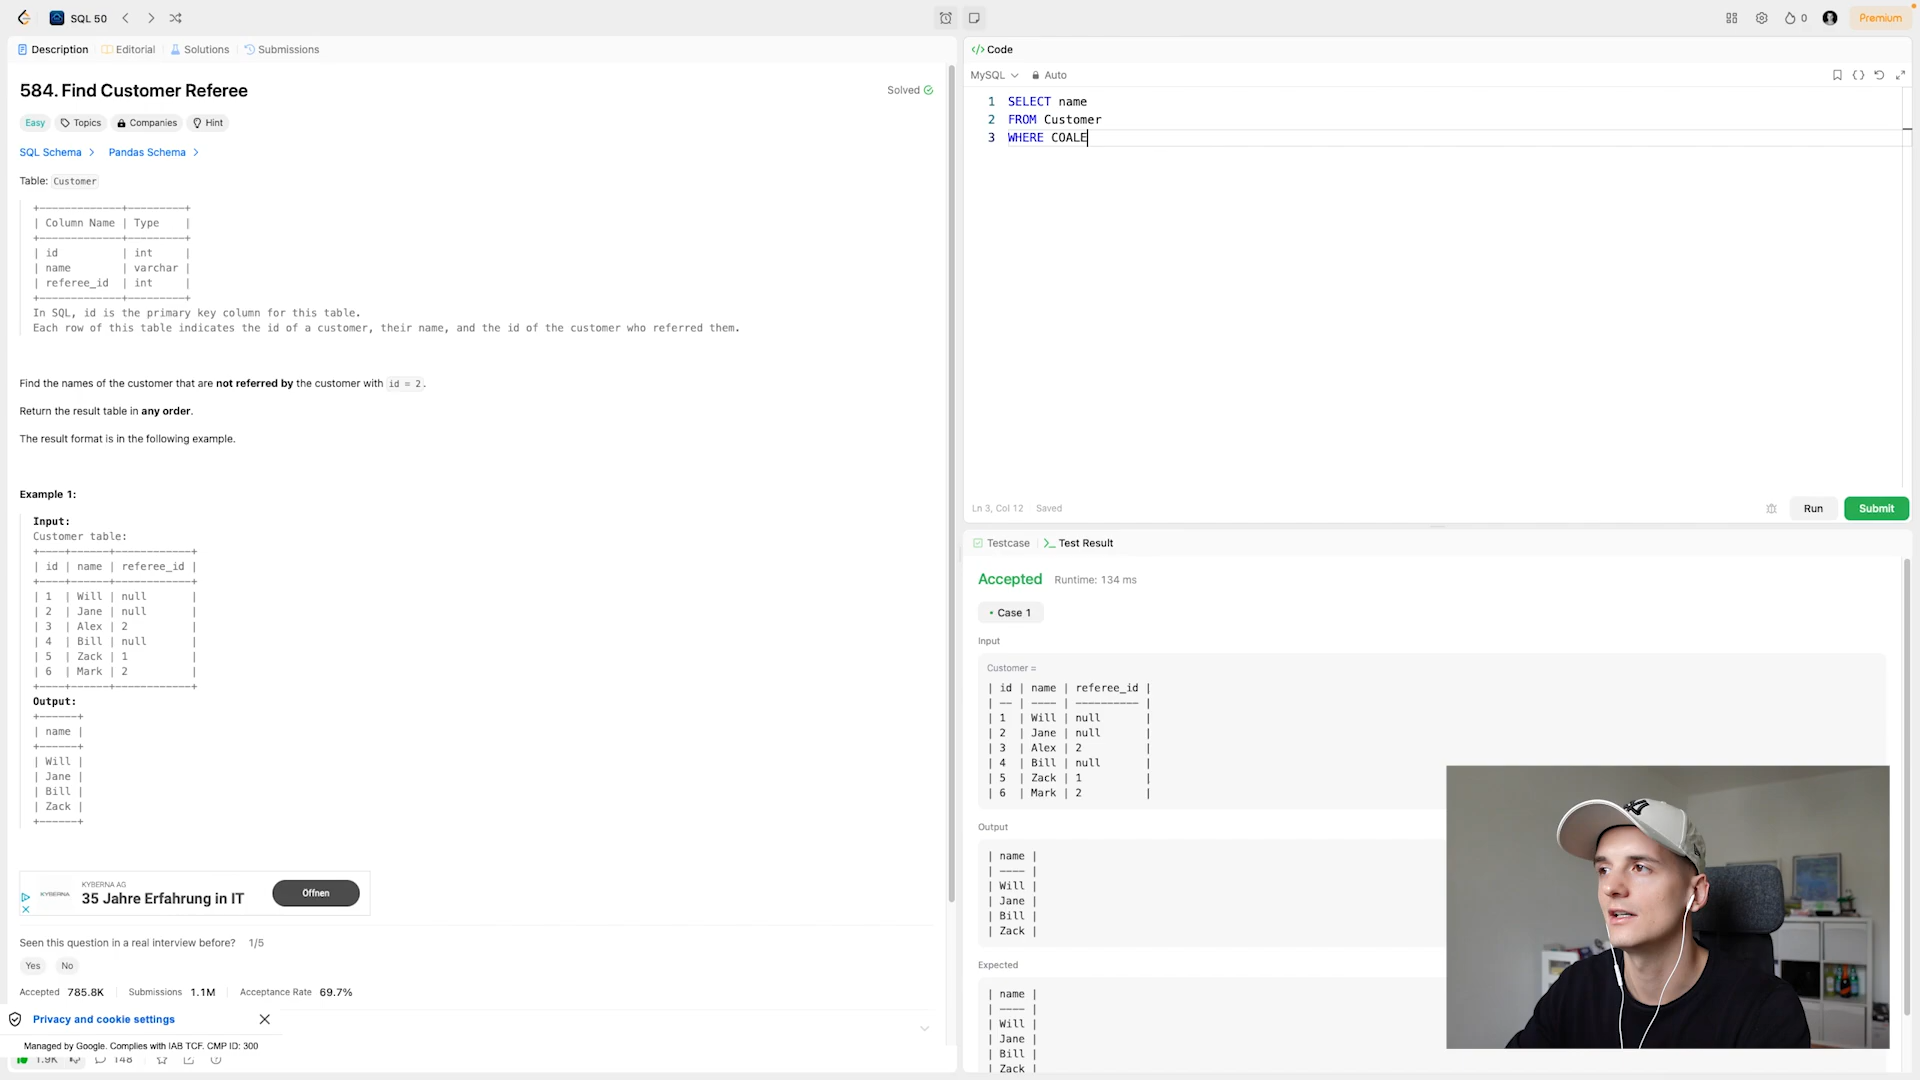 SQL 50
0
Premium
Description
Editorial
Solutions
Submissions
584. Find Customer Referee
Solved
Easy
Topics
Companies
Hint
SQL Schema
Pandas Schema
Table: Customer
+-------------+---------+
| Column Name | Type    |
+-------------+---------+
| id          | int     |
| name        | varchar |
| referee_id  | int     |
+-------------+---------+
In SQL, id is the primary key column for this table.
Each row of this table indicates the id of a customer, their name, and the id of the customer who referred them.
Find the names of the customer that are not referred by the customer with id = 2.
Return the result table in any order.
The result format is in the following example.
Example 1:
Input:
Customer table:
+----+------+------------+
| id | name | referee_id |
+----+------+------------+
| 1  | Will | null       |
| 2  | Jane | null       |
| 3  | Alex | 2          |
| 4  | Bill | null       |
| 5  | Zack | 1          |
| 6  | Mark | 2          |
+----+------+------------+
Output:
+------+
| name |
+------+
| Will |
| Jane |
| Bill |
| Zack |
+------+
KYBERNA
KYBERNA AG
35 Jahre Erfahrung in IT
Öffnen
Seen this question in a real interview before? 1/5
Yes
No
Accepted 785.8K
Submissions 1.1M
Acceptance Rate 69.7%
Privacy and cookie settings
Managed by Google. Complies with IAB TCF. CMP ID: 300
1.9K
148
Code
MySQL
Auto
1 SELECT name
2 FROM Customer
3 WHERE COALE
Ln 3, Col 12
Saved
Run
Submit
Testcase
Test Result
Accepted
Runtime: 134 ms
Case 1
Input
Customer =
| id | name | referee_id |
| -- | ---- | ---------- |
| 1  | Will | null       |
| 2  | Jane | null       |
| 3  | Alex | 2          |
| 4  | Bill | null       |
| 5  | Zack | 1          |
| 6  | Mark | 2          |
Output
| name |
| ---- |
| Will |
| Jane |
| Bill |
| Zack |
Expected
| name |
| ---- |
| Will |
| Jane |
| Bill |
| Zack |